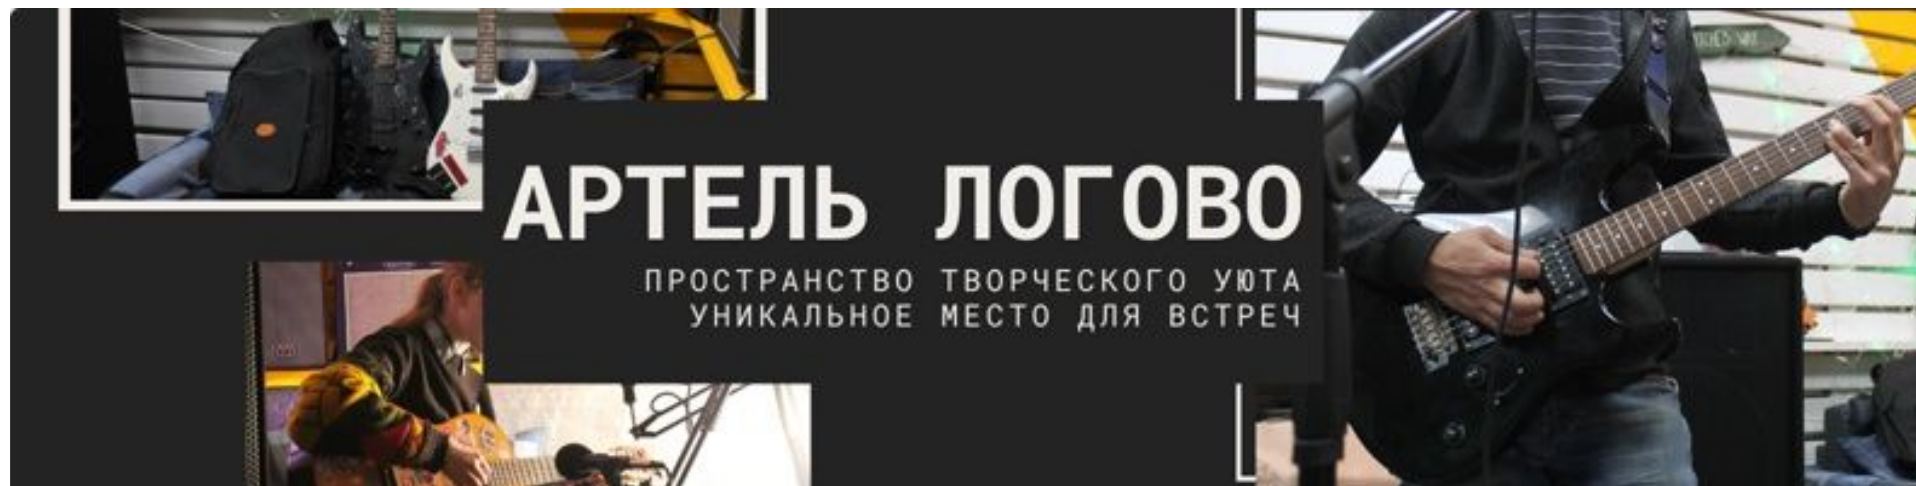 АРТЕЛЬ ЛОГОВО
ПРОСТРАНСТВО ТВОРЧЕСКОГО УЮТА
УНИКАЛЬНОЕ МЕСТО ДЛЯ ВСТРЕЧ